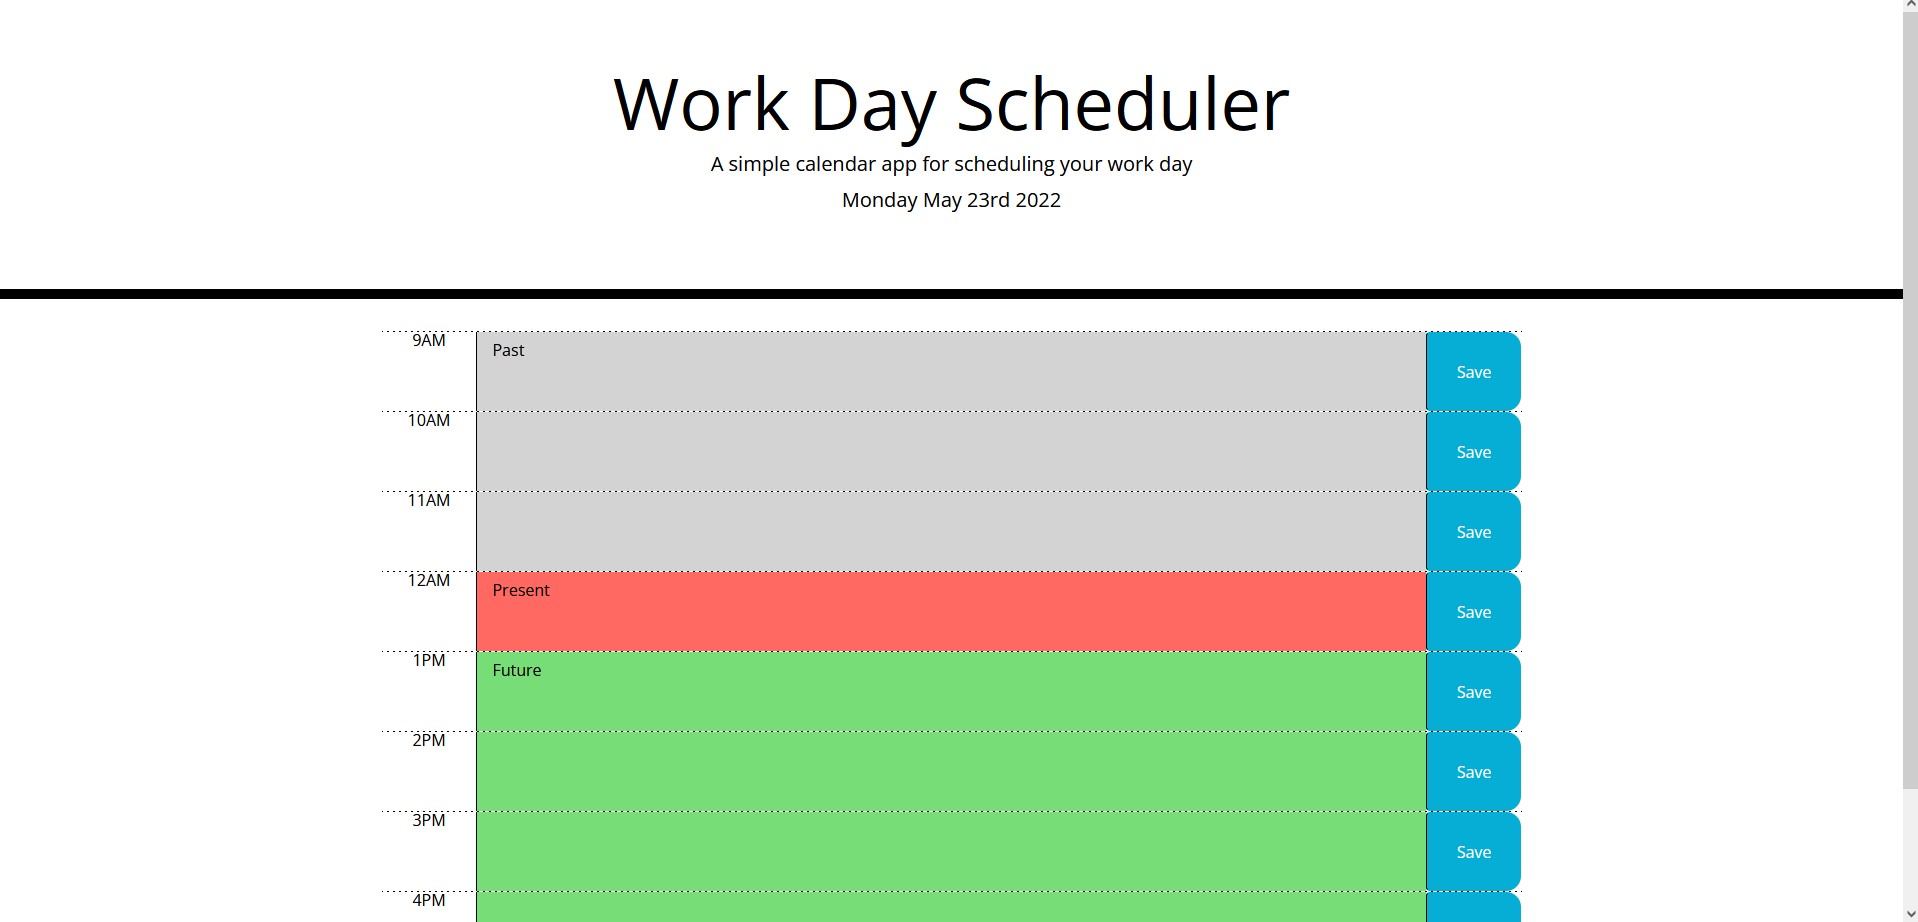 Work Day Scheduler
A simple calendar app for scheduling your work day
Monday May 23rd 2022
9AM
Past
Save
10AM
Save
11AM
Save
12AM
Present
Save
1PM
Future
Save
2PM
Save
3PM
Save
4PM